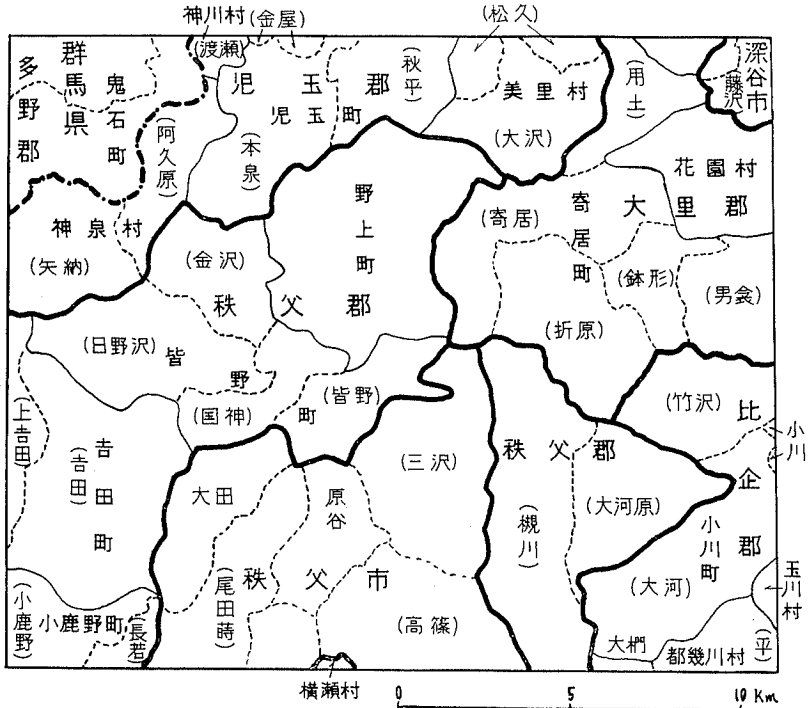 神川村
(金屋)
(松久)
(渡瀬)
群馬県
多野郡
鬼石町
児玉郡
児玉町
(秋平)
美里村
(用土)
深谷市
(藤沢)
(阿久原)
(本泉)
(大沢)
花園村
野上町
(寄居)
寄居町
大里郡
神泉村
(矢納)
(金沢)
(鉢形)
(男衾)
秩父郡
(折原)
(日野沢)
皆野町
(皆野)
(国神)
(竹沢)
比企郡
小川
(上吉田)
(吉田)
吉田町
(三沢)
秩父郡
大田
原谷
(槻川)
(大河原)
小川町
秩父市
(尾田蒔)
(大河)
玉川村
(小鹿野)
小鹿野町
(長若)
(高篠)
大椚
都幾川村
(平)
横瀬村
0 5 10 Km